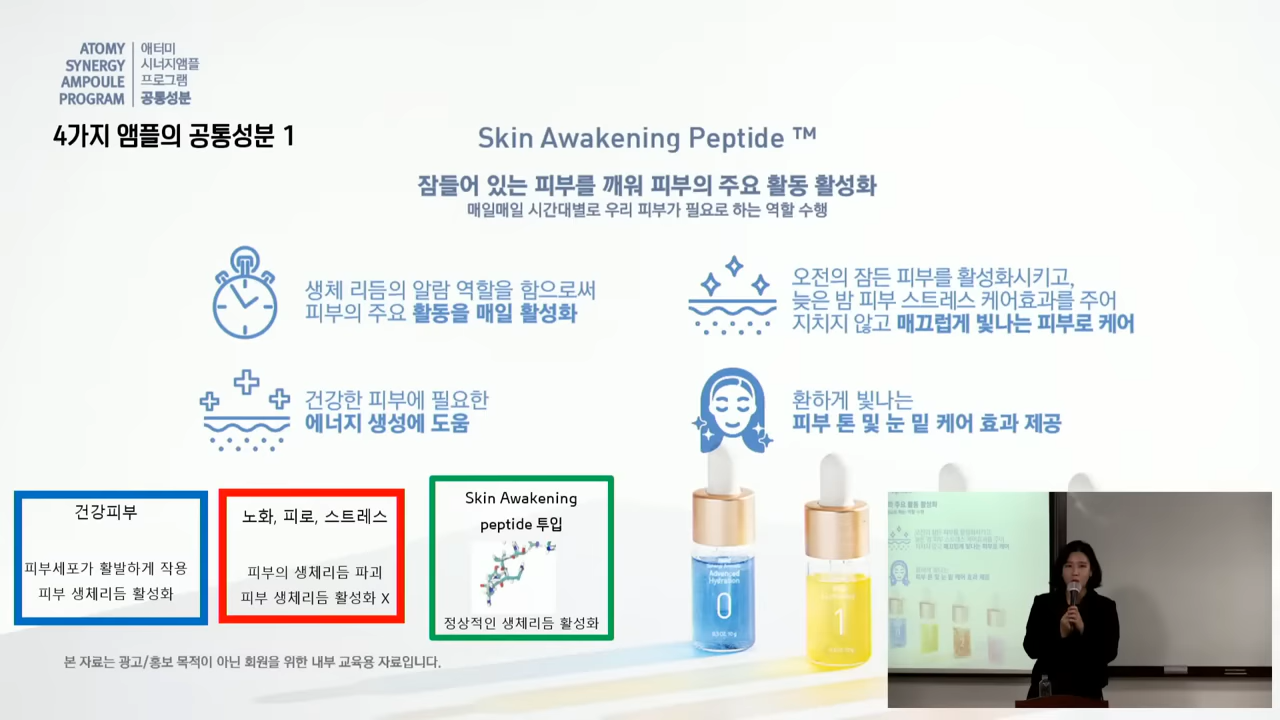 ATOMY
SYNERGY
AMPOULE
PROGRAM
애터미
시너지앰플
프로그램
공통성분
4가지 앰플의 공통성분 1
Skin Awakening Peptide ™
잠들어 있는 피부를 깨워 피부의 주요 활동 활성화
매일매일 시간대별로 우리 피부가 필요로 하는 역할 수행
생체 리듬의 알람 역할을 함으로써
피부의 주요 활동을 매일 활성화
오전의 잠든 피부를 활성화시키고,
늦은 밤 피부 스트레스 케어효과를 주어
지치지 않고 매끄럽게 빛나는 피부로 케어
건강한 피부에 필요한
에너지 생성에 도움
환하게 빛나는
피부 톤 및 눈 밑 케어 효과 제공
건강피부
피부세포가 활발하게 작용
피부 생체리듬 활성화
노화, 피로, 스트레스
피부의 생체리듬 파괴
피부 생체리듬 활성화 X
Skin Awakening
peptide 투입
정상적인 생체리듬 활성화
Advanced
Hydration
0
1
본 자료는 광고/홍보 목적이 아닌 회원을 위한 내부 교육용 자료입니다.